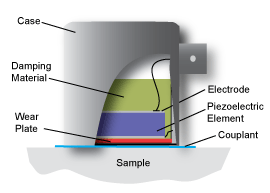 Case
Damping
Material
Electrode
Piezoelectric
Element
Wear
Plate
Couplant
Sample